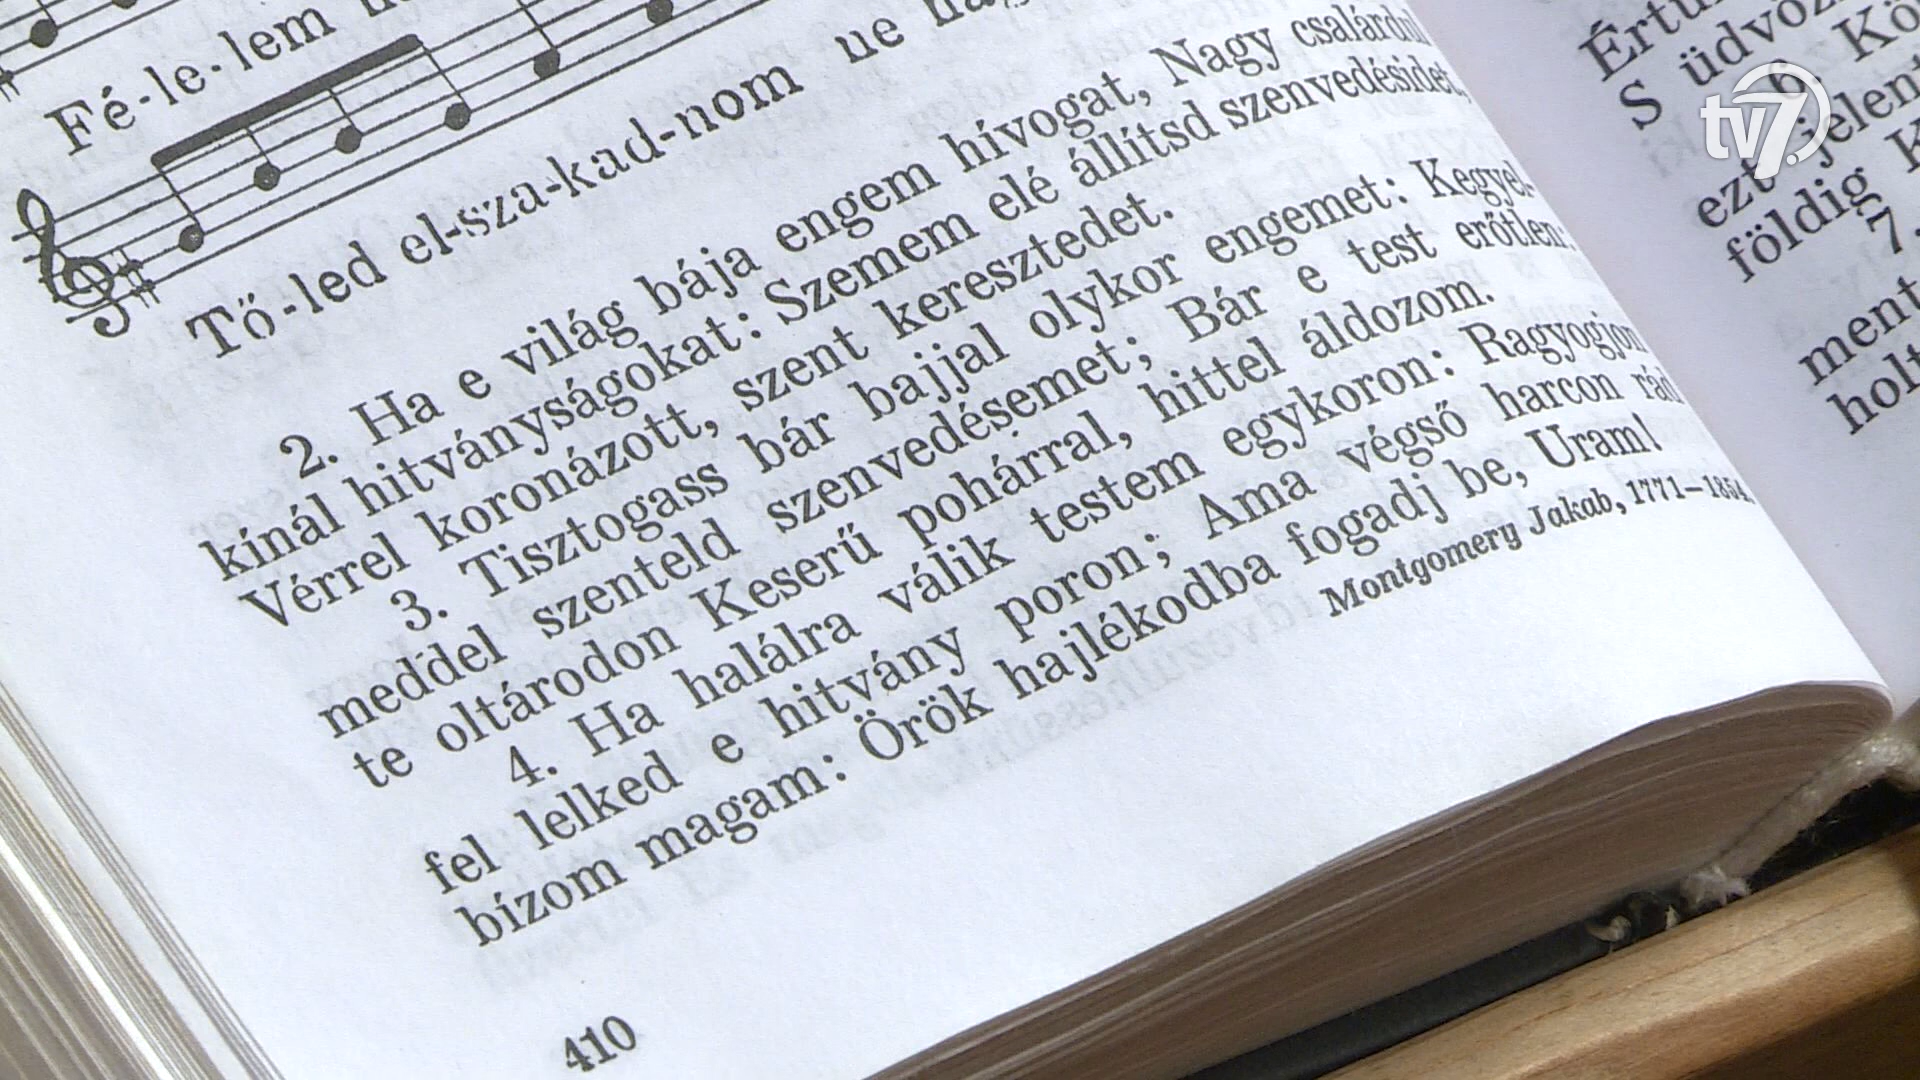 Fé-le-lem
Tő-led el-sza-kad-nom ne
2. Ha e világ bája engem hívogat, Nagy csalárdul
kínál hitványságokat: Szemem elé állítsd szenvedésidet,
Vérrel koronázott, szent keresztedet.
3. Tisztogass bár bajjal olykor engemet: Kegyel-
meddel szenteld szenvedésemet; Bár e test erőtlen:
te oltárodon Keserű pohárral, hittel áldozom.
4. Ha halálra válik testem egykoron: Ragyogjon
fel lelked e hitvány poron; Ama végső harcon rád
bízom magam: Örök hajlékodba fogadj be, Uram!
Montgomery Jakab, 1771–1854.
410
S
6.
ezt
földig
7.
tv7